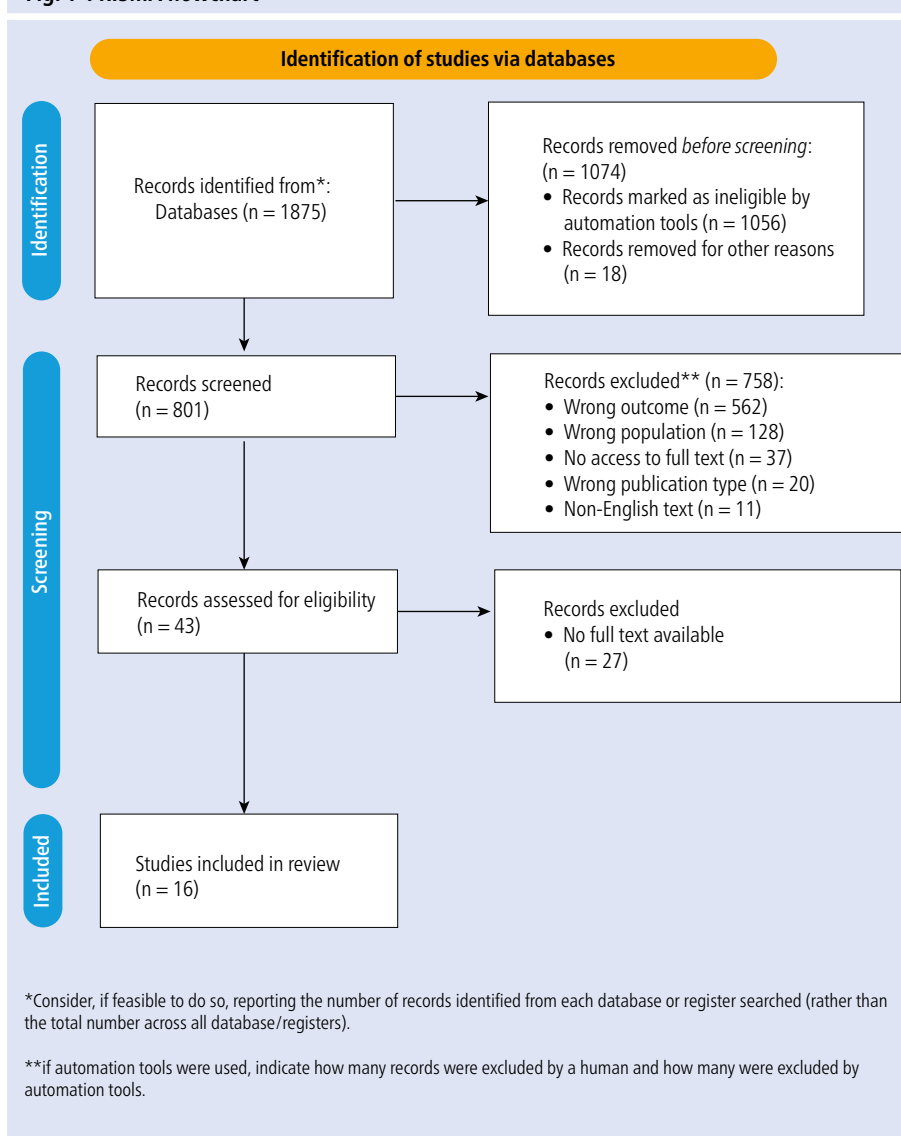 Identification of studies via databases
Identification
Records identified from*:
Databases (n = 1875)
Records removed before screening:
(n = 1074)
• Records marked as ineligible by
automation tools (n = 1056)
• Records removed for other reasons
(n = 18)
Screening
Records screened
(n = 801)
Records excluded** (n = 758):
• Wrong outcome (n = 562)
• Wrong population (n = 128)
• No access to full text (n = 37)
• Wrong publication type (n = 20)
• Non-English text (n = 11)
Records assessed for eligibility
(n = 43)
Records excluded
• No full text available
(n = 27)
Included
Studies included in review
(n = 16)
*Consider, if feasible to do so, reporting the number of records identified from each database or register searched (rather than
the total number across all database/registers).
**if automation tools were used, indicate how many records were excluded by a human and how many were excluded by
automation tools.